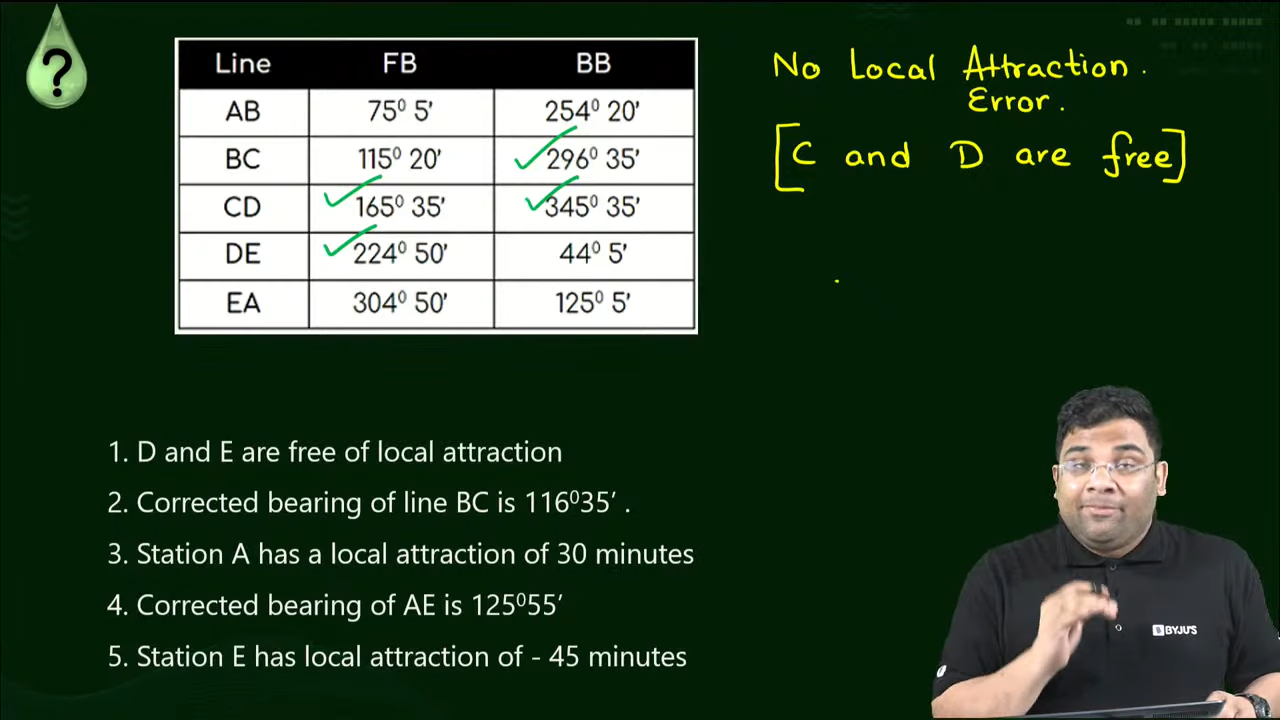 ?
Line FB BB
AB 75⁰ 5′ 254⁰ 20′
BC 115⁰ 20′ 296⁰ 35′
CD 165⁰ 35′ 345⁰ 35′
DE 224⁰ 50′ 44⁰ 5′
EA 304⁰ 50′ 125⁰ 5′
No Local Attraction.
Error.
[C and D are free]
1. D and E are free of local attraction
2. Corrected bearing of line BC is 116⁰35′ .
3. Station A has a local attraction of 30 minutes
4. Corrected bearing of AE is 125⁰55′
5. Station E has local attraction of - 45 minutes
BYJU'S